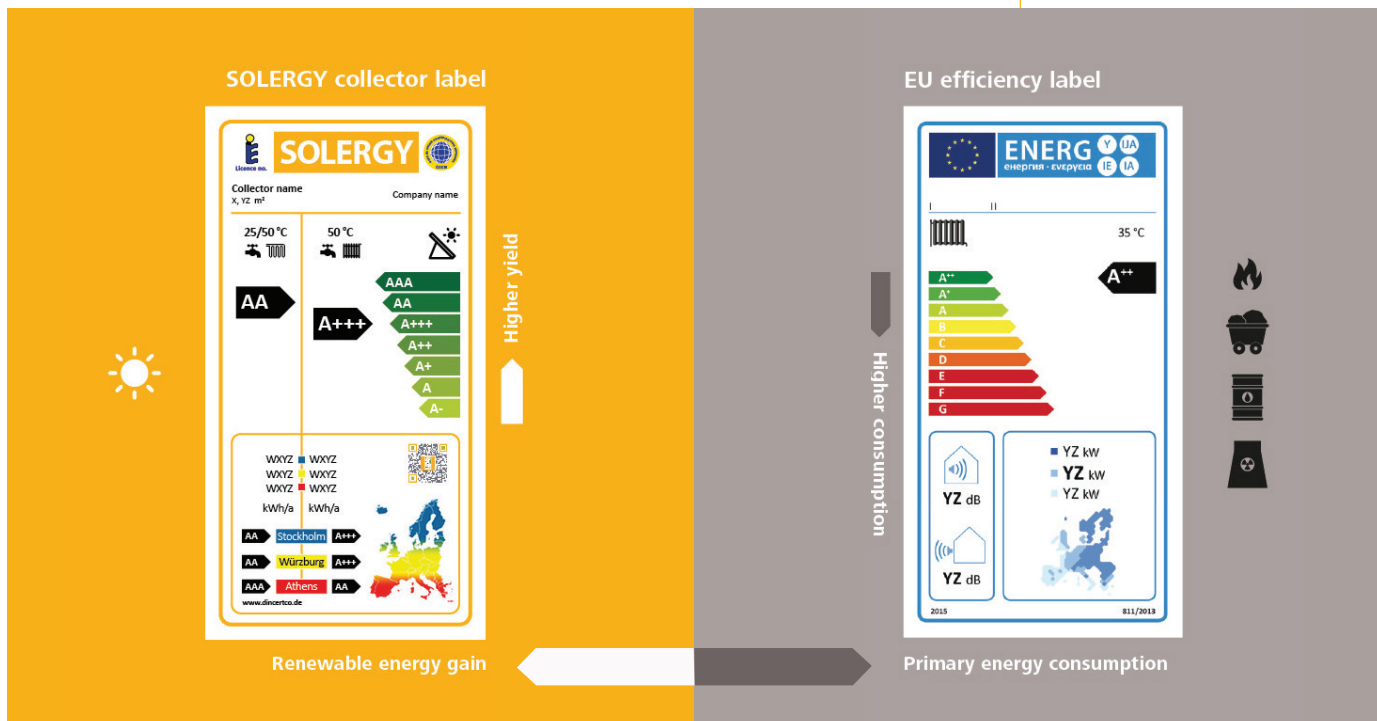 SOLERGY collector label
Licence no.
SOLERGY
Collector name
X, YZ m²
Company name
25/50 °C
50 °C
AA
A+++
AAA
AA
A+++
A++
A+
A
A-
Higher yield
WXYZ WXYZ
WXYZ WXYZ
WXYZ WXYZ
kWh/a kWh/a
AA Stockholm A+++
AA Würzburg A+++
AAA Athens AA
www.dincertco.de
Renewable energy gain
EU efficiency label
ENERG
енергия · ενεργεια
Y IJA
IE IA
I II
35 °C
A++
A++
A+
A
B
C
D
E
F
G
Higher consumption
YZ dB
YZ dB
YZ kW
YZ kW
YZ kW
2015
811/2013
Primary energy consumption